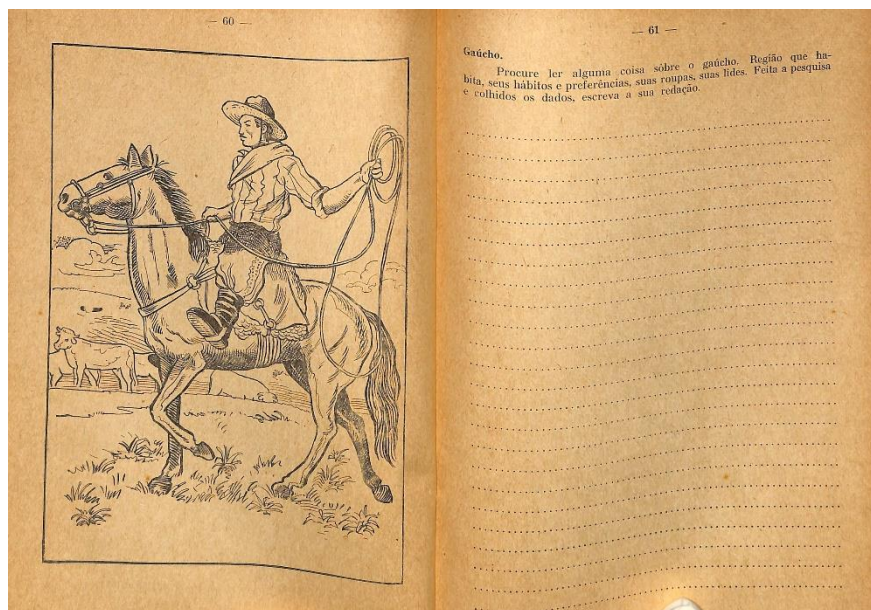 — 60 —
— 61 —
Gaúcho.
Procure ler alguma coisa sôbre o gaúcho. Região que ha-
bita, seus hábitos e preferências, suas roupas, suas lides. Feita a pesquisa
e colhidos os dados, escreva a sua redação.